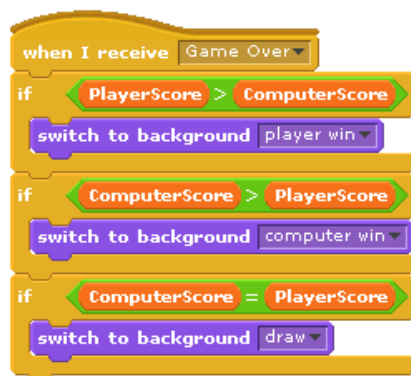 when I receive Game Over
if PlayerScore > ComputerScore
switch to background player win
if ComputerScore > PlayerScore
switch to background computer win
if ComputerScore = PlayerScore
switch to background draw